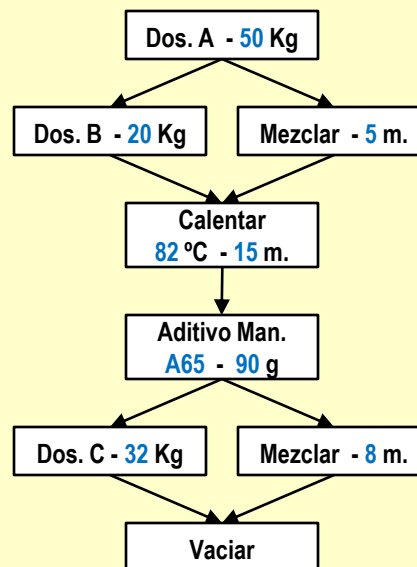 Dos. A - 50 Kg
Dos. B - 20 Kg
Mezclar - 5 m.
Calentar
82 ºC - 15 m.
Aditivo Man.
A65 - 90 g
Dos. C - 32 Kg
Mezclar - 8 m.
Vaciar